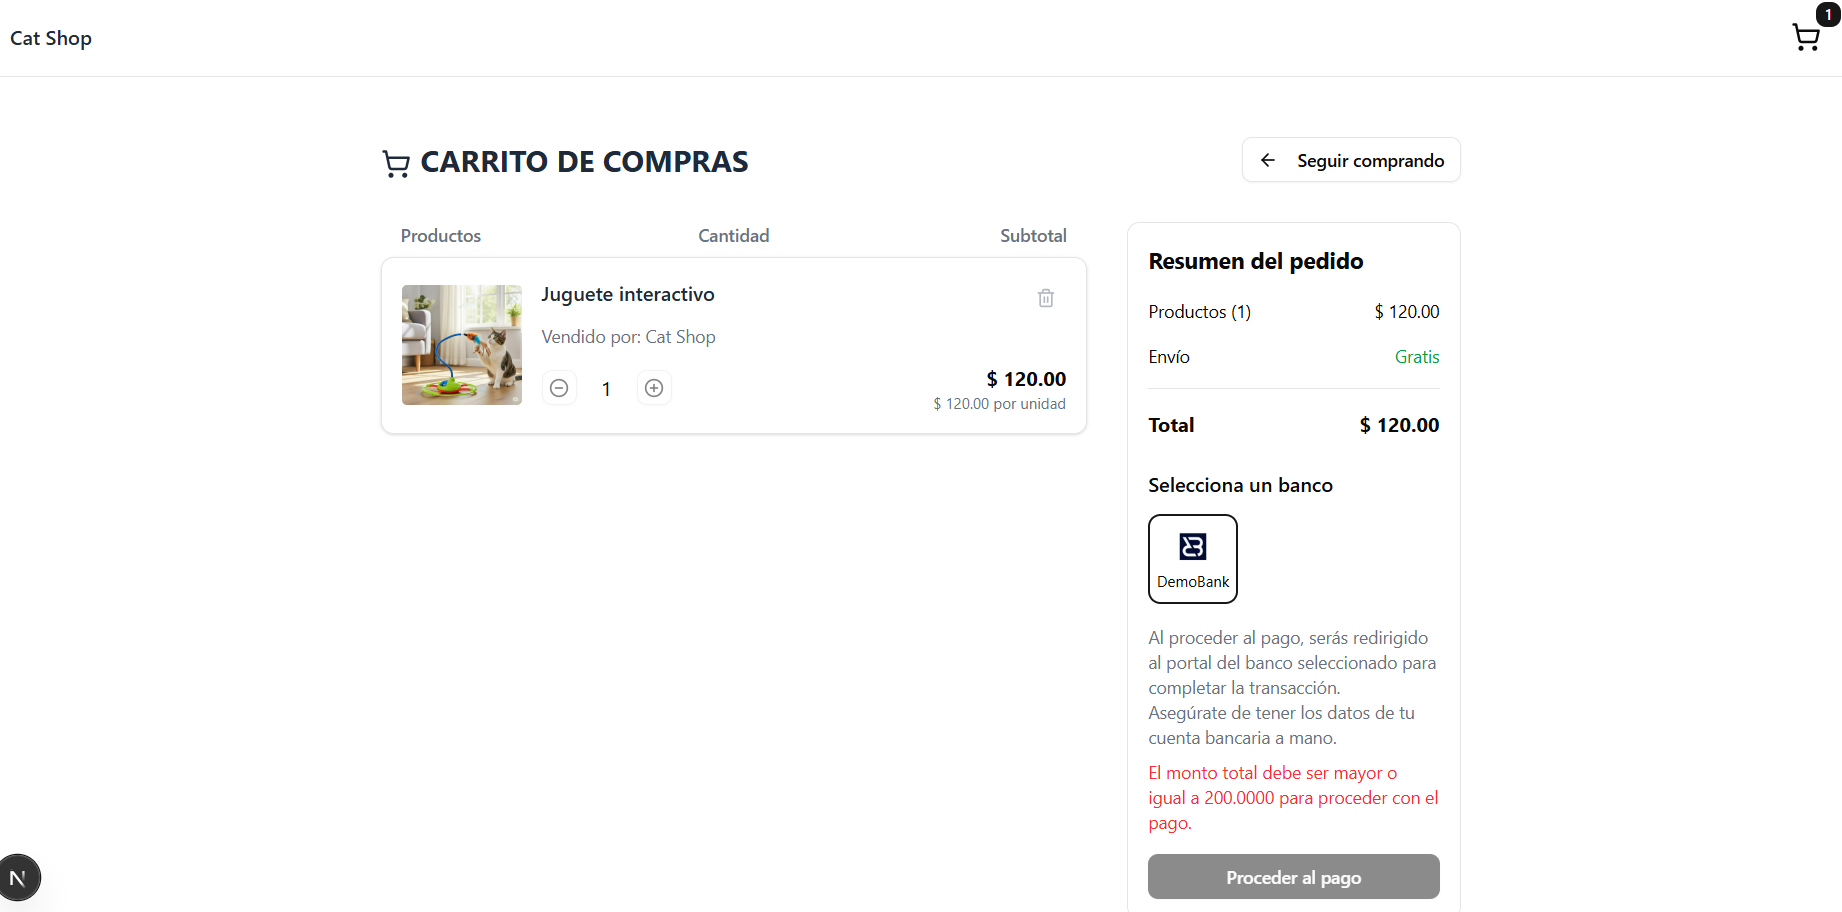 Cat Shop
1
CARRITO DE COMPRAS
Seguir comprando
Productos
Cantidad
Subtotal
Juguete interactivo
Vendido por: Cat Shop
1
$ 120.00
$ 120.00 por unidad
Resumen del pedido
Productos (1)
$ 120.00
Envío
Gratis
Total
$ 120.00
Selecciona un banco
DemoBank
Al proceder al pago, serás redirigido
al portal del banco seleccionado para
completar la transacción.
Asegúrate de tener los datos de tu
cuenta bancaria a mano.
El monto total debe ser mayor o
igual a 200.0000 para proceder con el
pago.
Proceder al pago
N